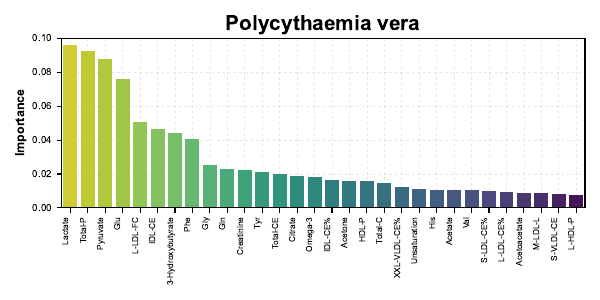 Polycythaemia vera
Importance
0.10
0.08
0.06
0.04
0.02
0.00
Lactate
Total-P
Pyruvate
Glu
L-LDL-FC
IDL-CE
3-Hydroxybutyrate
Phe
Gly
Gln
Creatinine
Tyr
Total-CE
Citrate
Omega-3
IDL-CE%
Acetone
HDL-P
Total-C
XXL-VLDL-CE%
Unsaturation
His
Acetate
Val
S-LDL-CE%
L-LDL-CE%
Acetoacetate
M-LDL-L
S-VLDL-CE
L-HDL-P